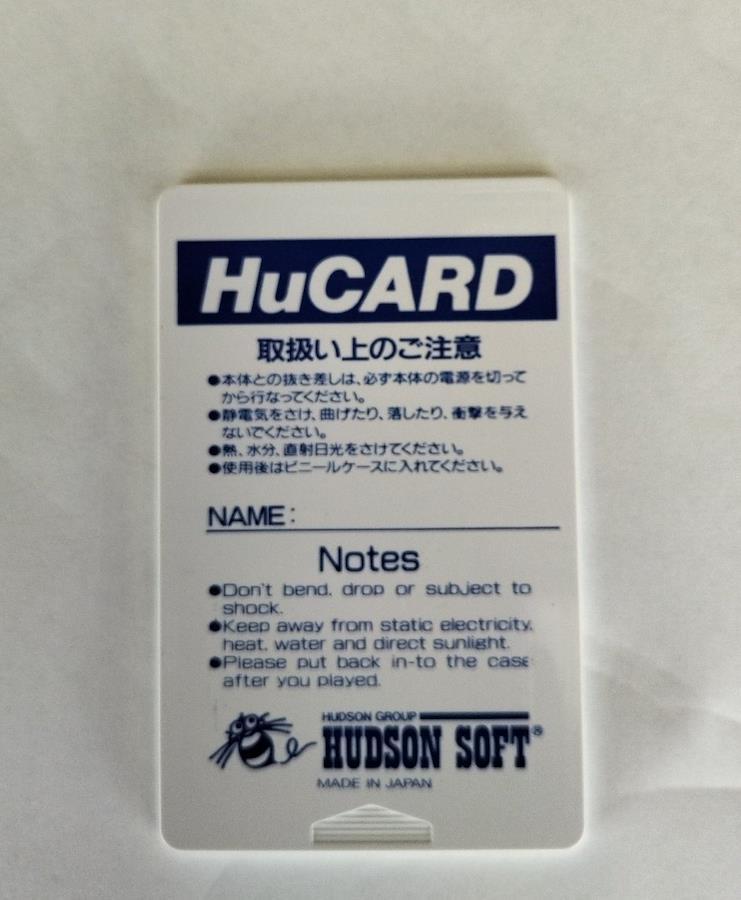 HuCARD
取扱い上のご注意
●本体との抜き差しは、必ず本体の電源を切って
から行なってください。
●静電気をさけ、曲げたり、落したり、衝撃を与え
ないでください。
●熱、水分、直射日光をさけてください。
●使用後はビニールケースに入れてください。
NAME:
Notes
●Don't bend, drop or subject to
shock.
●Keep away from static electricity,
heat, water and direct sunlight.
●Please put back in-to the case
after you played.
HUDSON GROUP
HUDSON SOFT®
MADE IN JAPAN